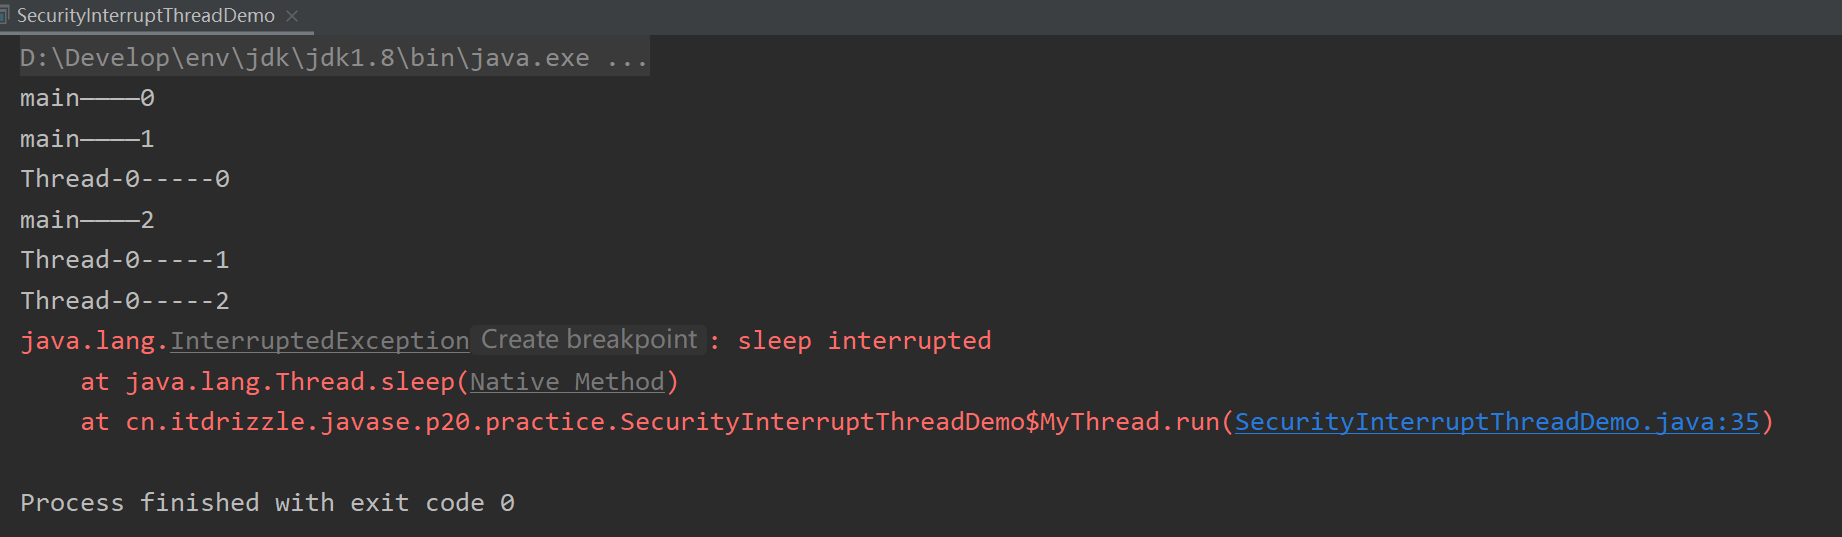 SecurityInterruptThreadDemo
D:\Develop\env\jdk\jdk1.8\bin\java.exe ...
main————0
main————1
Thread-0-----0
main————2
Thread-0-----1
Thread-0-----2
java.lang.InterruptedException Create breakpoint : sleep interrupted
    at java.lang.Thread.sleep(Native Method)
    at cn.itdrizzle.javase.p20.practice.SecurityInterruptThreadDemo$MyThread.run(SecurityInterruptThreadDemo.java:35)
Process finished with exit code 0